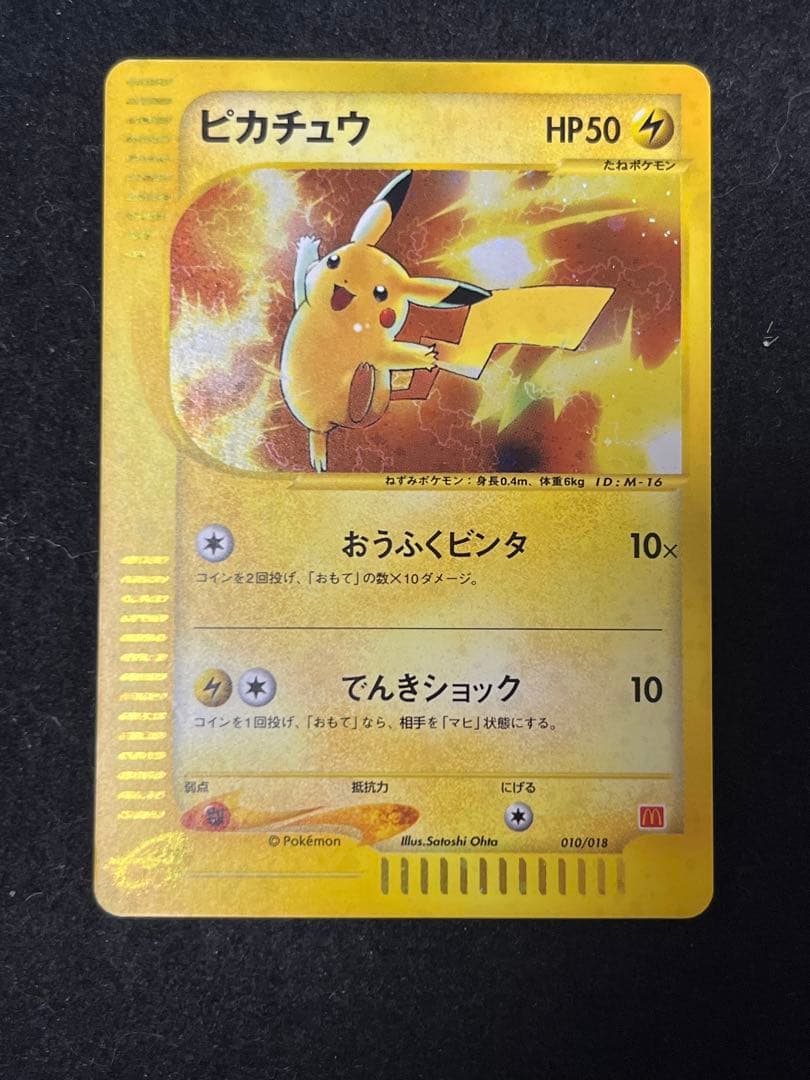 ピカチュウ HP50
たねポケモン
ねずみポケモン：身長0.4m、体重6kg ID:M-16
おうふくビンタ 10×
コインを2回投げ、「おもて」の数×10ダメージ。
でんきショック 10
コインを1回投げ、「おもて」なら、相手を「マヒ」状態にする。
弱点 抵抗力 にげる
©Pokémon Illus.Satoshi Ohta 010/018